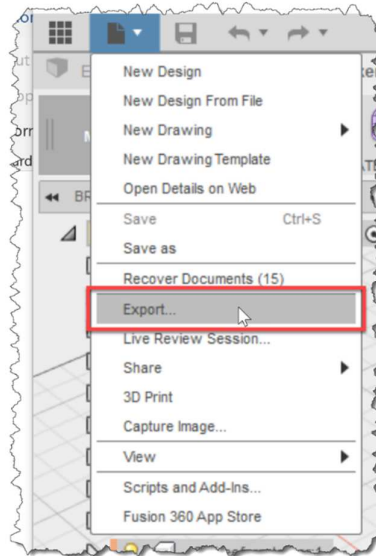 New Design
New Design From File
New Drawing
New Drawing Template
Open Details on Web
BR
Save Ctrl+S
Save as
Recover Documents (15)
Export...
Live Review Session...
Share
3D Print
Capture Image...
View
Scripts and Add-Ins...
Fusion 360 App Store